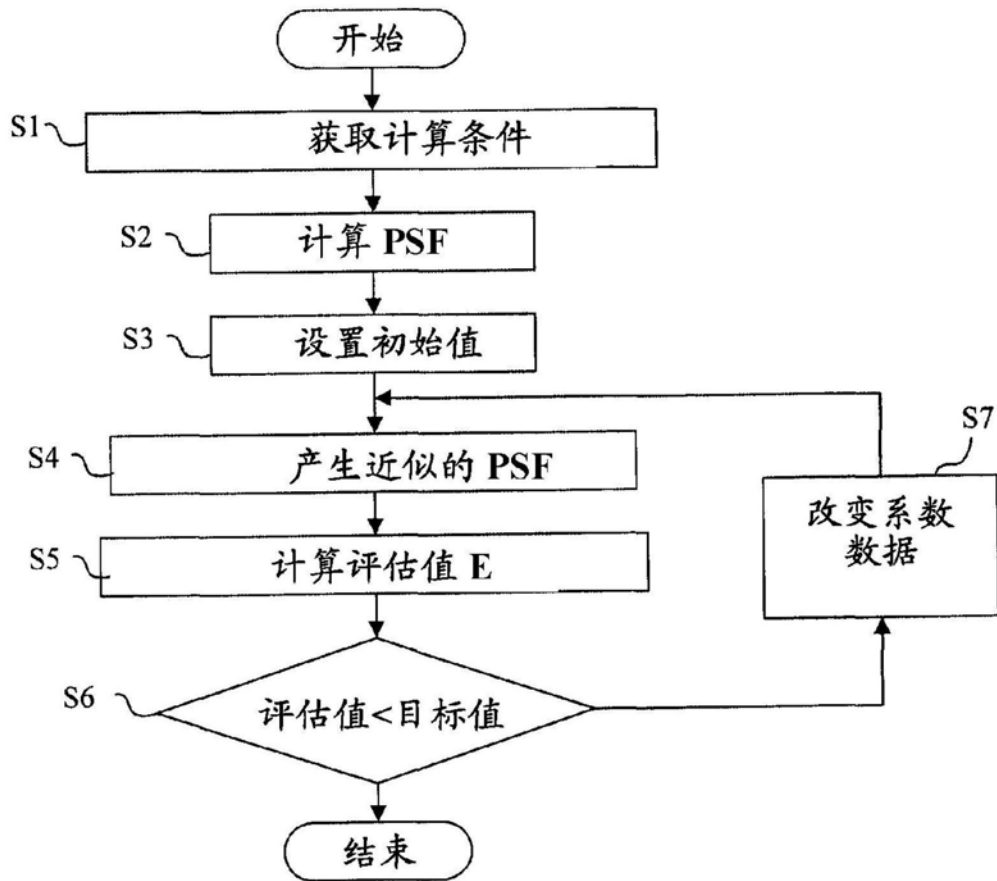 开始
S1
获取计算条件
S2
计算 PSF
S3
设置初始值
S4
产生近似的 PSF
S5
计算评估值 E
S6
评估值<目标值
S7
改变系数
数据
结束